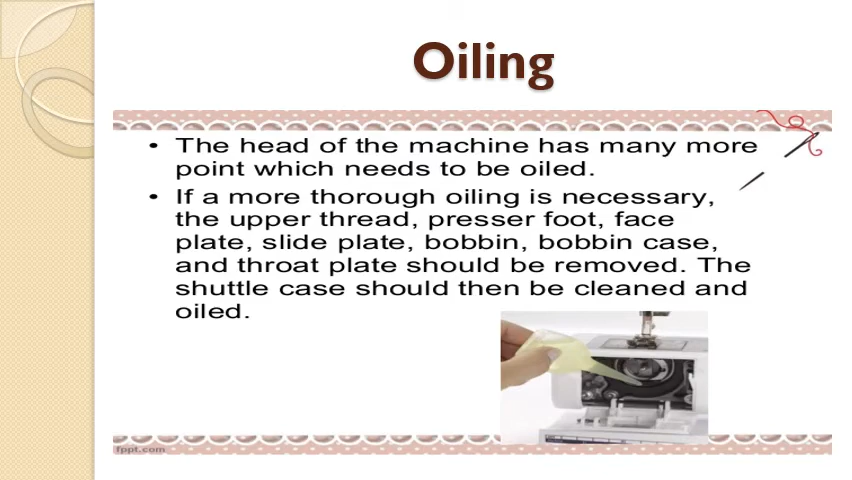 Oiling
• The head of the machine has many more
point which needs to be oiled.
• If a more thorough oiling is necessary,
the upper thread, presser foot, face
plate, slide plate, bobbin, bobbin case,
and throat plate should be removed. The
shuttle case should then be cleaned and
oiled.
fppt.com